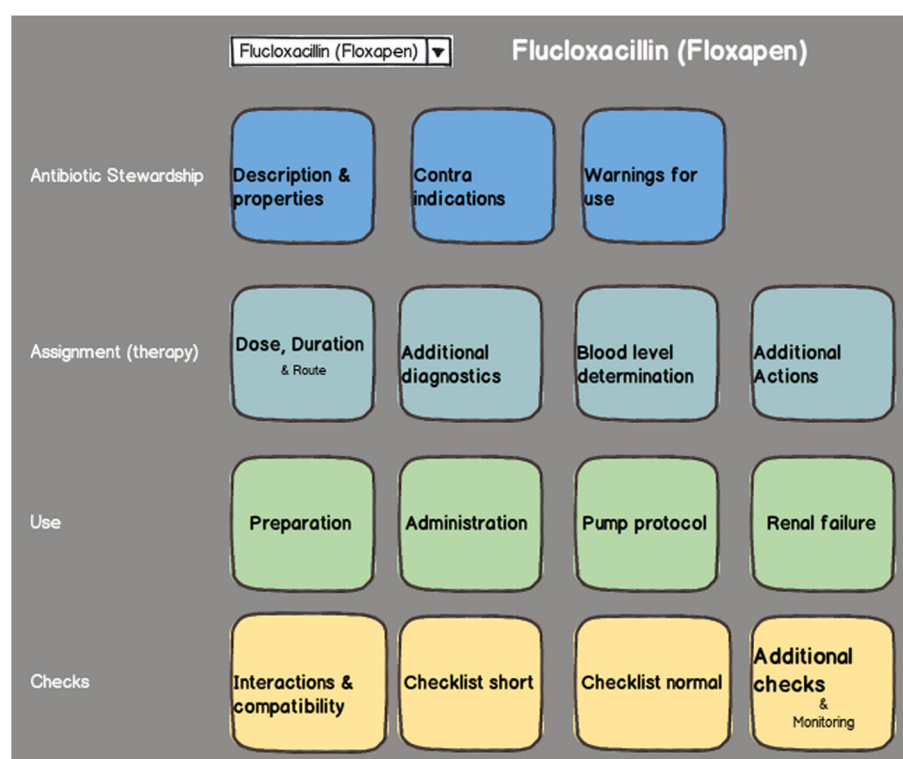 Flucloxacillin (Floxapen)
Flucloxacillin (Floxapen)
Antibiotic Stewardship
Description &
properties
Contra
indications
Warnings for
use
Assignment (therapy)
Dose, Duration
& Route
Additional
diagnostics
Blood level
determination
Additional
Actions
Use
Preparation
Administration
Pump protocol
Renal failure
Checks
Interactions &
compatibility
Checklist short
Checklist normal
Additional
checks
&
Monitoring